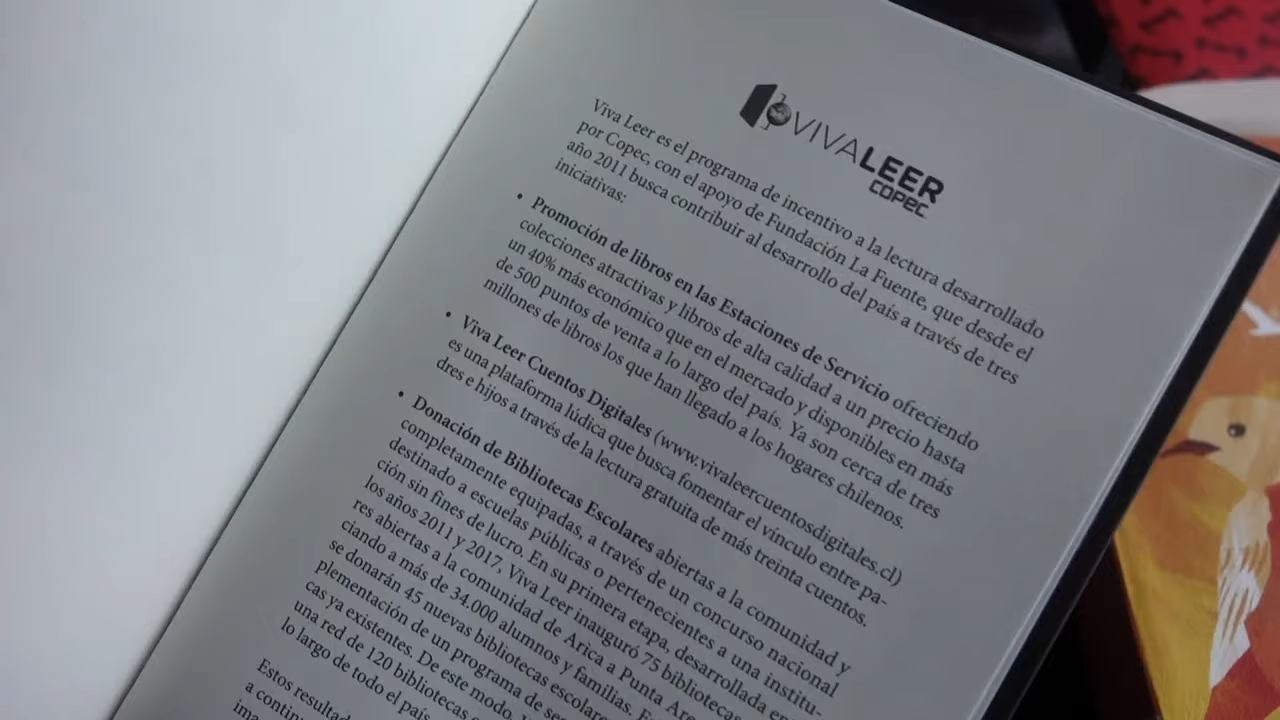 VIVALEER
COPEC
Viva Leer es el programa de incentivo a la lectura desarrollado
por Copec, con el apoyo de Fundación La Fuente, que desde el
año 2011 busca contribuir al desarrollo del país a través de tres
iniciativas:
• Promoción de libros en las Estaciones de Servicio ofreciendo
colecciones atractivas y libros de alta calidad a un precio hasta
un 40% más económico que en el mercado y disponibles en más
de 500 puntos de venta a lo largo del país. Ya son cerca de tres
millones de libros los que han llegado a los hogares chilenos.
• Viva Leer Cuentos Digitales (www.vivaleercuentosdigitales.cl)
es una plataforma lúdica que busca fomentar el vínculo entre pa-
dres e hijos a través de la lectura gratuita de más treinta cuentos.
• Donación de Bibliotecas Escolares abiertas a la comunidad y
completamente equipadas, a través de un concurso nacional
destinado a escuelas públicas o pertenecientes a una institu-
ción sin fines de lucro. En su primera etapa, desarrollada en
los años 2011 y 2017, Viva Leer inauguró 75 bibliotecas
res abiertas a la comunidad de Arica a Punta Are
ciando a más de 34.000 alumnos y familias.
se donarán 45 nuevas bibliotecas escolare
plementación de un programa de ser
cas ya existentes. De este modo,
una red de 120 bibliotecas
lo largo de todo el país
Estos resultad
a continu
ima